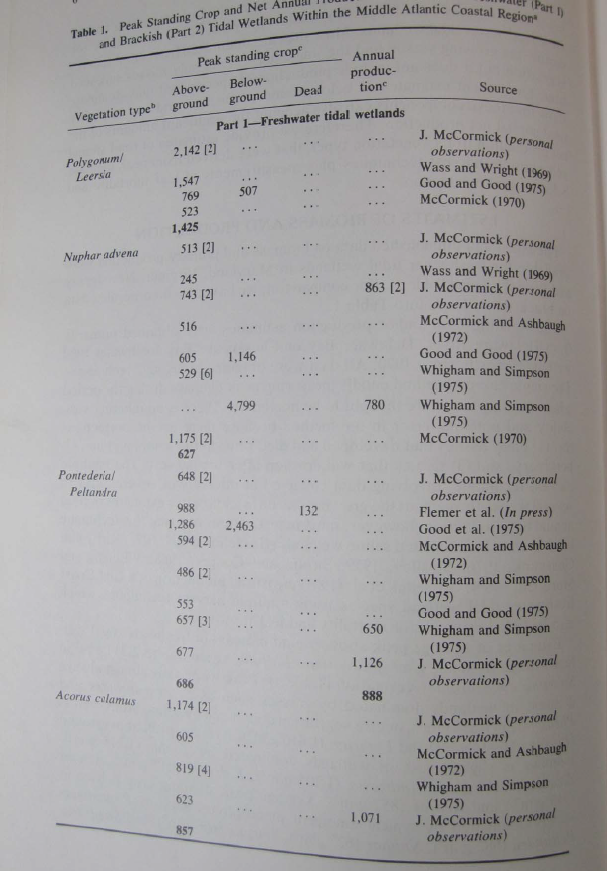 Table 1. Peak Standing Crop and Net Annual (Part 1)
and Brackish (Part 2) Tidal Wetlands Within the Middle Atlantic Coastal Regionᵃ
Peak standing cropᶜ Annual
Above- Below- produc-
Vegetation typeᵇ ground ground Dead tionᶜ Source
Part 1—Freshwater tidal wetlands
Polygonum/ 2,142 [2] ... ... ... J. McCormick (personal
Leersia observations)
1,547 ... ... ... Wass and Wright (1969)
769 507 ... ... Good and Good (1975)
523 ... ... ... McCormick (1970)
1,425
Nuphar advena 513 [2] ... ... ... J. McCormick (personal
observations)
245 ... ... ... Wass and Wright (1969)
743 [2] ... ... 863 [2] J. McCormick (personal
observations)
516 ... ... ... McCormick and Ashbaugh
(1972)
605 1,146 ... ... Good and Good (1975)
529 [6] ... ... ... Whigham and Simpson
(1975)
... 4,799 ... 780 Whigham and Simpson
(1975)
1,175 [2] ... ... ... McCormick (1970)
627
Pontederia/ 648 [2] ... ... ... J. McCormick (personal
Peltandra observations)
988 ... 132 ... Flemer et al. (In press)
1,286 2,463 ... ... Good et al. (1975)
594 [2] ... ... ... McCormick and Ashbaugh
(1972)
486 [2] ... ... ... Whigham and Simpson
(1975)
553 ... ... ... Good and Good (1975)
657 [3] ... ... 650 Whigham and Simpson
(1975)
677 ... ... 1,126 J. McCormick (personal
observations)
686 888
Acorus calamus 1,174 [2] ... ... ... J. McCormick (personal
observations)
605 ... ... ... McCormick and Ashbaugh
(1972)
819 [4] ... ... ... Whigham and Simpson
(1975)
623 ... ... 1,071 J. McCormick (personal
observations)
857